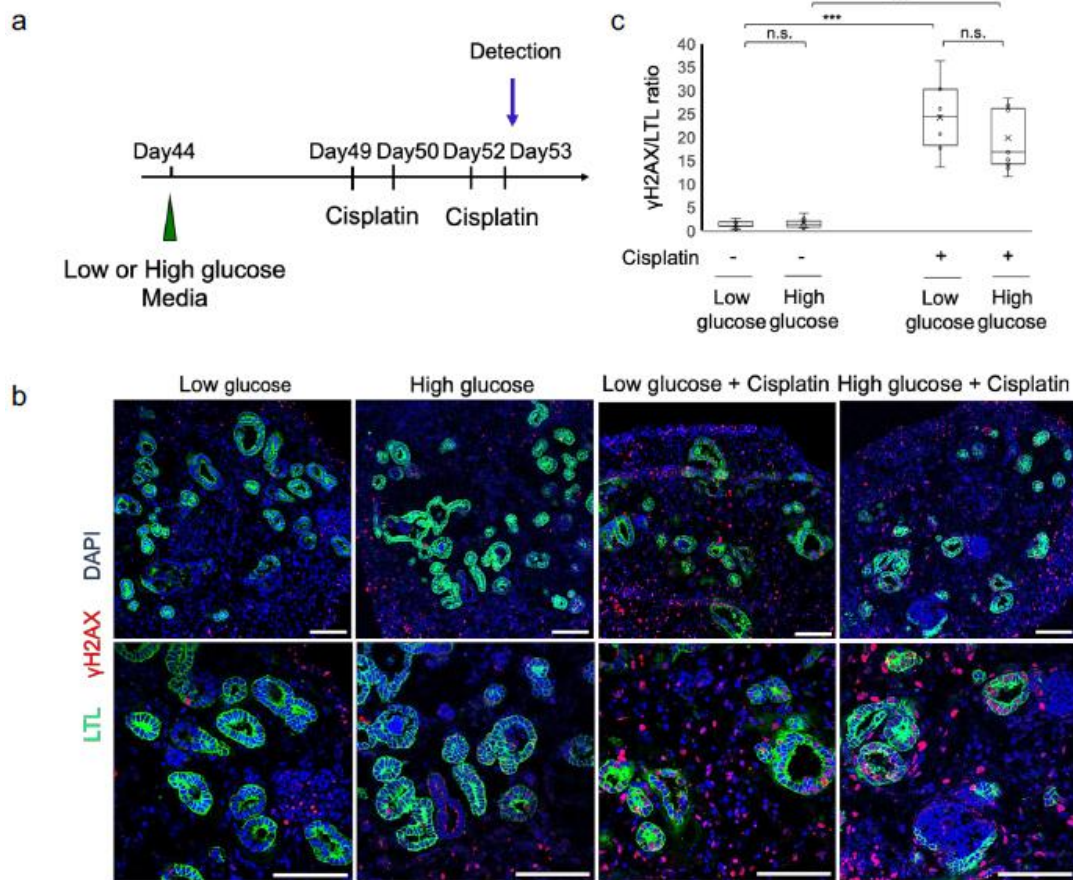 a
Detection
Day44
Day49 Day50 Day52 Day53
Cisplatin Cisplatin
Low or High glucose
Media
c
***
n.s. n.s.
γH2AX/LTL ratio
40
35
30
25
20
15
10
5
0
Cisplatin - - + +
Low glucose High glucose Low glucose High glucose
b
Low glucose High glucose Low glucose + Cisplatin High glucose + Cisplatin
LTL γH2AX DAPI